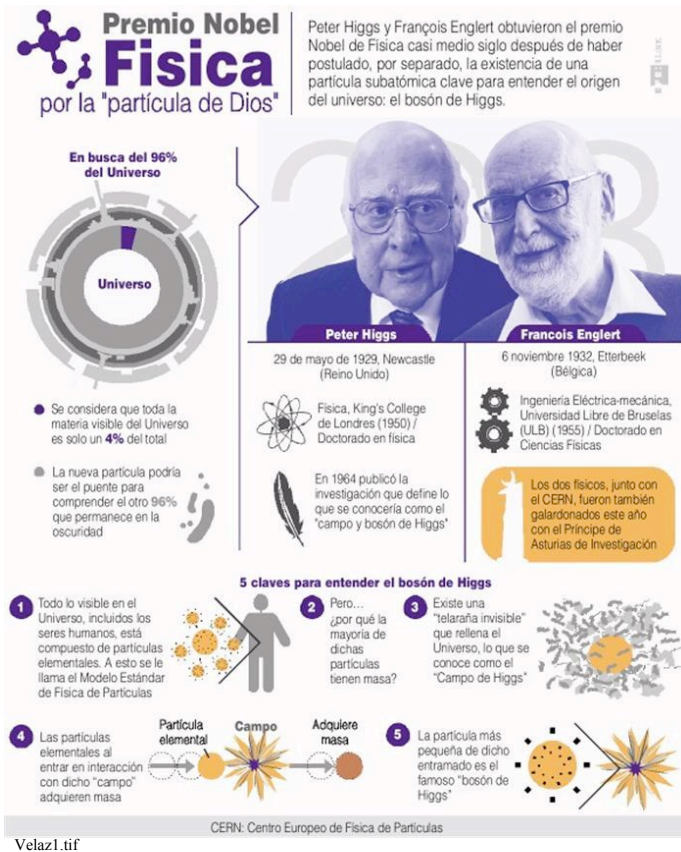 Premio Nobel
Física
por la "partícula de Dios"
Peter Higgs y François Englert obtuvieron el premio
Nobel de Física casi medio siglo después de haber
postulado, por separado, la existencia de una
partícula subatómica clave para entender el origen
del universo: el bosón de Higgs.
En busca del 96%
del Universo
Universo
Se considera que toda la
materia visible del Universo
es solo un 4% del total
La nueva partícula podría
ser el puente para
comprender el otro 96%
que permanece en la
oscuridad
2013
Peter Higgs
29 de mayo de 1929, Newcastle
(Reino Unido)
Física, King's College
de Londres (1950) /
Doctorado en física
En 1964 publicó la
investigación que define lo
que se conocería como el
"campo y bosón de Higgs"
Francois Englert
6 noviembre 1932, Etterbeek
(Bélgica)
Ingeniería Eléctrica-mecánica,
Universidad Libre de Bruselas
(ULB) (1955) / Doctorado en
Ciencias Físicas
Los dos físicos, junto con
el CERN, fueron también
galardonados este año
con el Príncipe de
Asturias de Investigación
5 claves para entender el bosón de Higgs
1
Todo lo visible en el
Universo, incluidos los
seres humanos, está
compuesto de partículas
elementales. A esto se le
llama el Modelo Estándar
de Física de Partículas
2
Pero...
¿por qué la
mayoría de
dichas
partículas
tienen masa?
3
Existe una
"telaraña invisible"
que rellena el
Universo, lo que se
conoce como el
"Campo de Higgs"
4
Las partículas
elementales al
entrar en interacción
con dicho "campo"
adquieren masa
Partícula
elemental
Campo
Adquiere
masa
5
La partícula más
pequeña de dicho
entramado es el
famoso "bosón de
Higgs"
CERN: Centro Europeo de Física de Partículas
Velaz1.tif